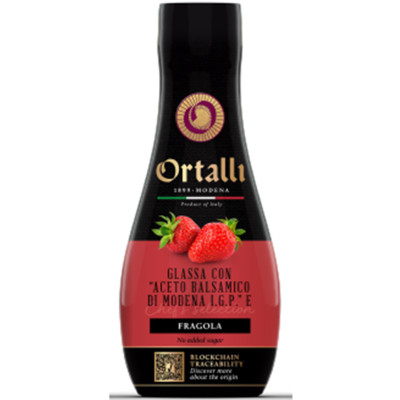 Ortalli
1899 · MODENA
Product of Italy
GLASSA CON
"ACETO BALSAMICO
DI MODENA I.G.P." E
Chef's selection
FRAGOLA
No added sugar
BLOCKCHAIN
TRACEABILITY
Discover more
about the origin